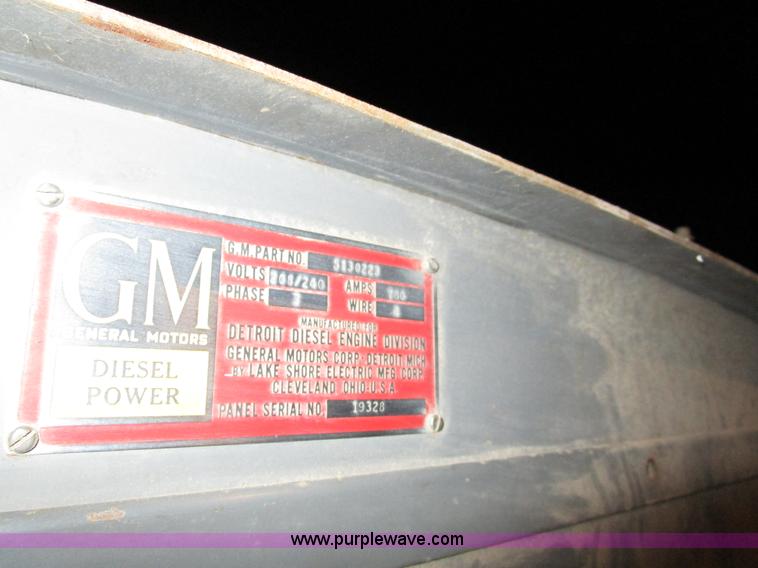 GM
GENERAL MOTORS
DIESEL
POWER
G.M. PART NO. 5130223
VOLTS 208/240 AMPS
PHASE 3 WIRE 4
MANUFACTURED FOR
DETROIT DIESEL ENGINE DIVISION
GENERAL MOTORS CORP-DETROIT, MICH
BY LAKE SHORE ELECTRIC MFG. CORP.
CLEVELAND, OHIO-U.S.A.
PANEL SERIAL NO. 19328
www.purplewave.com